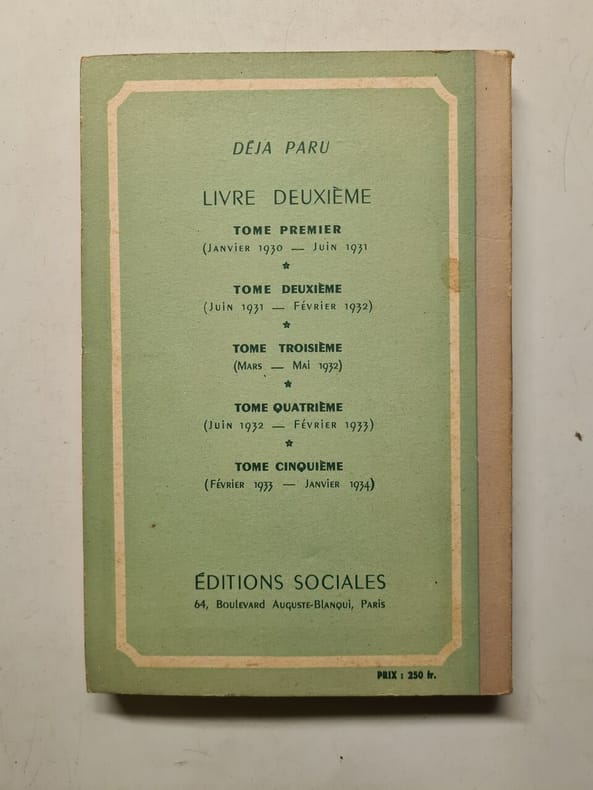 DÉJA PARU
LIVRE DEUXIÈME
TOME PREMIER
(Janvier 1930 — Juin 1931
TOME DEUXIÈME
(Juin 1931 — Février 1932)
TOME TROISIÈME
(Mars — Mai 1932)
TOME QUATRIÈME
(Juin 1932 — Février 1933)
TOME CINQUIÈME
(Février 1933 — Janvier 1934)
ÉDITIONS SOCIALES
64, Boulevard Auguste-Blanqui, Paris
PRIX : 250 fr.